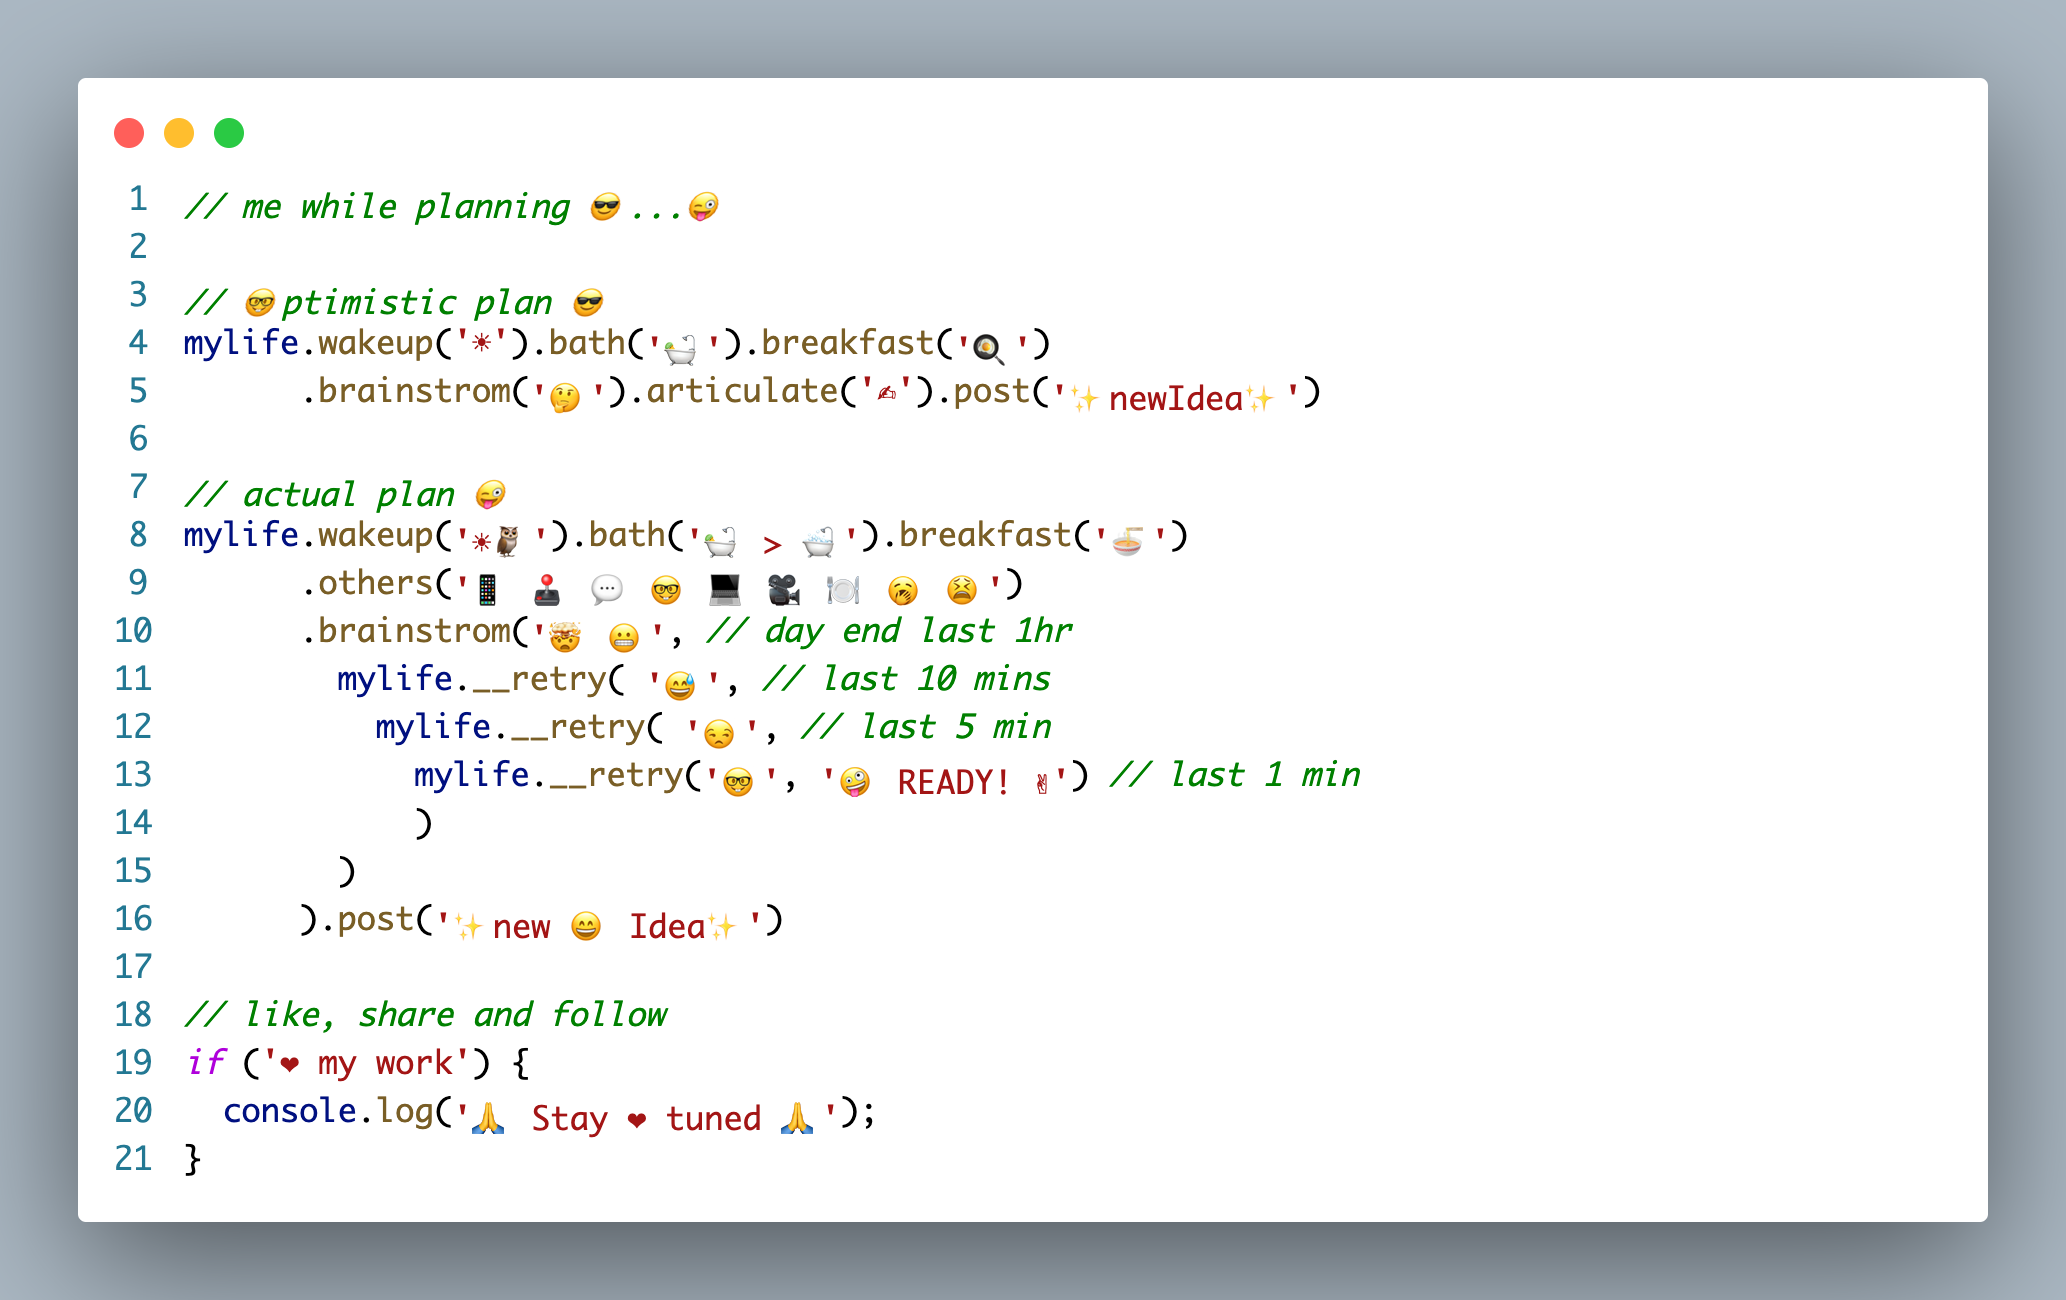 1 // me while planning 😎...😜
2
3 // 🤓ptimistic plan 😎
4 mylife.wakeup('☀').bath('🛀').breakfast('🍳')
5 .brainstrom('🤔').articulate('✍').post('✨newIdea✨')
6
7 // actual plan 😜
8 mylife.wakeup('☀🦉').bath('🛀 > 🛁').breakfast('🍜')
9 .others('📱 🕹 💬 🤓 💻 🎥 🍽 🥱 😫')
10 .brainstrom('🤯 😬', // day end last 1hr
11 mylife.__retry( '😅', // last 10 mins
12 mylife.__retry( '😒', // last 5 min
13 mylife.__retry('🤓', '🤪 READY! ✌') // last 1 min
14 )
15 )
16 ).post('✨new 😄 Idea✨')
17
18 // like, share and follow
19 if ('❤ my work') {
20 console.log('🙏 Stay ❤ tuned 🙏');
21 }